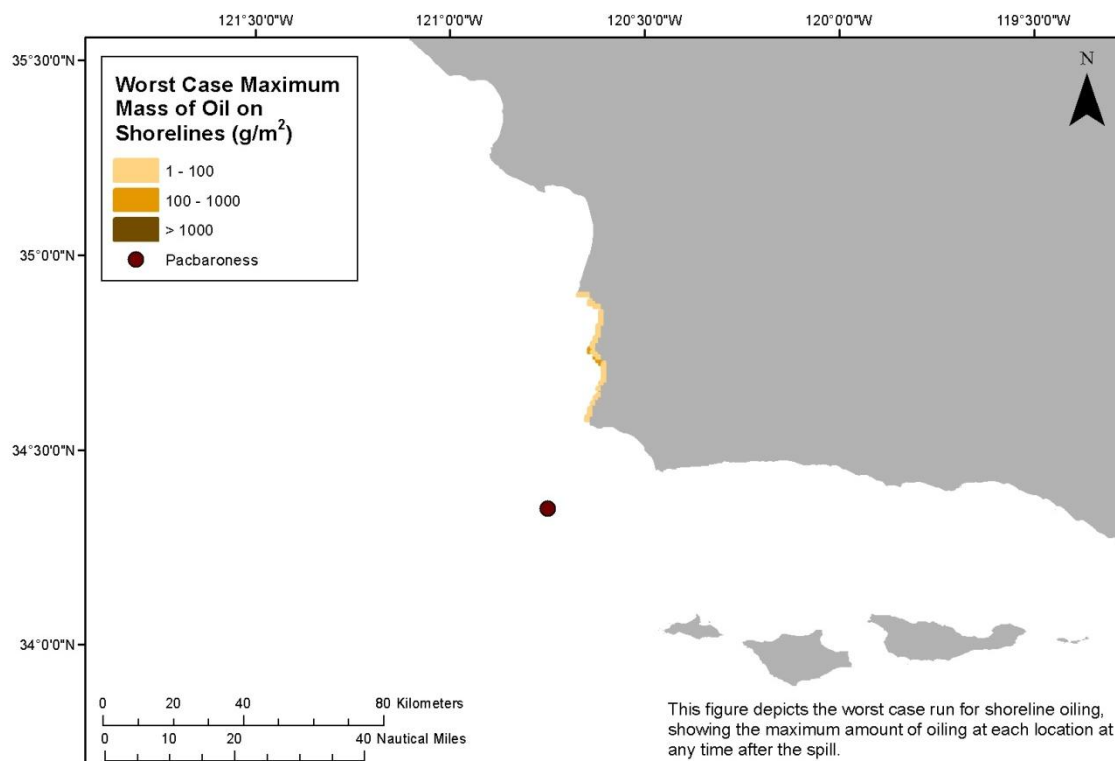 121°30'0"W
121°0'0"W
120°30'0"W
120°0'0"W
119°30'0"W
35°30'0"N
35°0'0"N
34°30'0"N
34°0'0"N
Worst Case Maximum
Mass of Oil on
Shorelines (g/m²)
1 - 100
100 - 1000
> 1000
Pacbaroness
N
0 20 40 80 Kilometers
0 10 20 40 Nautical Miles
This figure depicts the worst case run for shoreline oiling,
showing the maximum amount of oiling at each location at
any time after the spill.